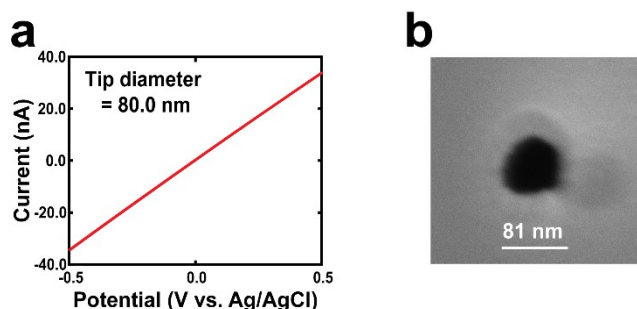 a
40.0
20.0
0.0
-20.0
-40.0
Current (nA)
Tip diameter
= 80.0 nm
-0.5
0.0
0.5
Potential (V vs. Ag/AgCl)
b
81 nm